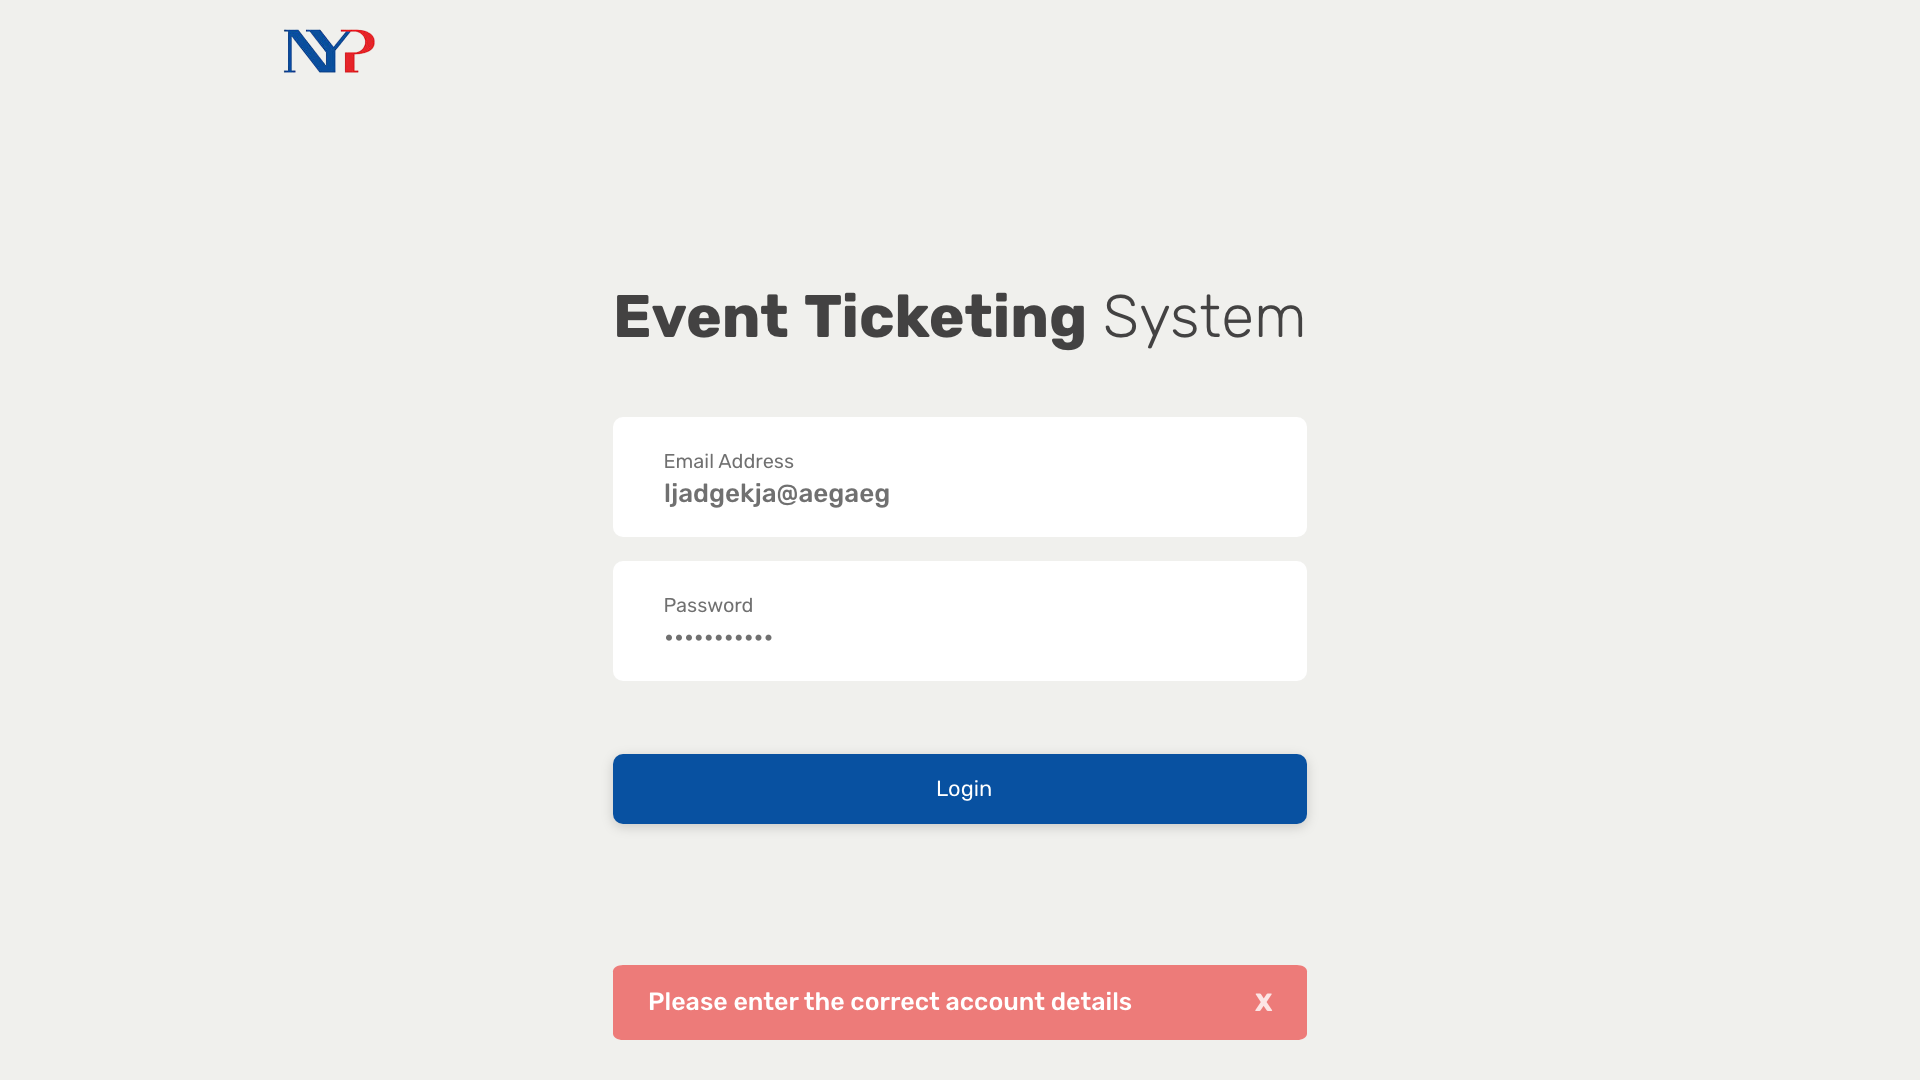 NYP
Event Ticketing System
Email Address
ljadgekja@aegaeg
Password
•••••••••••
Login
Please enter the correct account details X